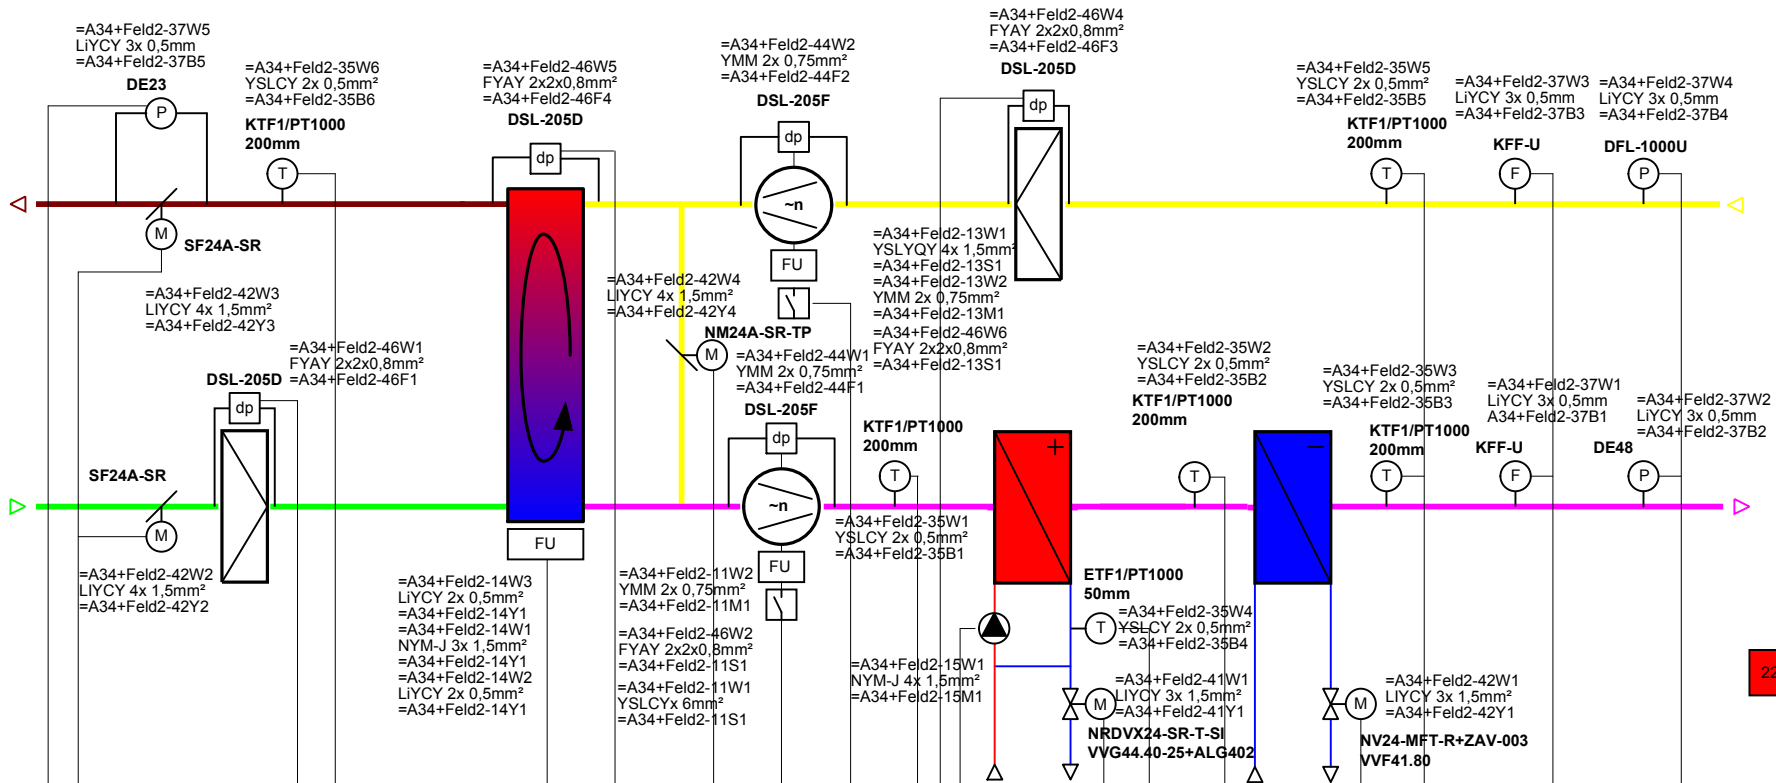 =A34+Feld2-37W5
LiYCY 3x 0,5mm
=A34+Feld2-37B5
DE23
P
=A34+Feld2-35W6
YSLCY 2x 0,5mm²
=A34+Feld2-35B6
KTF1/PT1000
200mm
T
=A34+Feld2-46W5
FYAY 2x2x0,8mm²
=A34+Feld2-46F4
DSL-205D
dp
=A34+Feld2-44W2
YMM 2x 0,75mm²
=A34+Feld2-44F2
DSL-205F
dp
~n
FU
=A34+Feld2-46W4
FYAY 2x2x0,8mm²
=A34+Feld2-46F3
DSL-205D
dp
=A34+Feld2-35W5
YSLCY 2x 0,5mm²
=A34+Feld2-35B5
KTF1/PT1000
200mm
T
=A34+Feld2-37W3
LiYCY 3x 0,5mm
=A34+Feld2-37B3
KFF-U
F
=A34+Feld2-37W4
LiYCY 3x 0,5mm
=A34+Feld2-37B4
DFL-1000U
P
M
SF24A-SR
=A34+Feld2-42W3
LIYCY 4x 1,5mm²
=A34+Feld2-42Y3
=A34+Feld2-42W4
LIYCY 4x 1,5mm²
=A34+Feld2-42Y4
NM24A-SR-TP
M
=A34+Feld2-13W1
YSLYQY 4x 1,5mm²
=A34+Feld2-13S1
=A34+Feld2-13W2
YMM 2x 0,75mm²
=A34+Feld2-13M1
=A34+Feld2-46W6
FYAY 2x2x0,8mm²
=A34+Feld2-13S1
=A34+Feld2-46W1
FYAY 2x2x0,8mm²
=A34+Feld2-46F1
DSL-205D
dp
SF24A-SR
M
=A34+Feld2-42W2
LIYCY 4x 1,5mm²
=A34+Feld2-42Y2
FU
=A34+Feld2-14W3
LiYCY 2x 0,5mm²
=A34+Feld2-14Y1
=A34+Feld2-14W1
NYM-J 3x 1,5mm²
=A34+Feld2-14Y1
=A34+Feld2-14W2
LiYCY 2x 0,5mm²
=A34+Feld2-14Y1
=A34+Feld2-44W1
YMM 2x 0,75mm²
=A34+Feld2-44F1
DSL-205F
dp
~n
FU
=A34+Feld2-11W2
YMM 2x 0,75mm²
=A34+Feld2-11M1
=A34+Feld2-46W2
FYAY 2x2x0,8mm²
=A34+Feld2-11S1
=A34+Feld2-11W1
YSLCYx 6mm²
=A34+Feld2-11S1
KTF1/PT1000
200mm
T
=A34+Feld2-35W1
YSLCY 2x 0,5mm²
=A34+Feld2-35B1
+
=A34+Feld2-35W2
YSLCY 2x 0,5mm²
=A34+Feld2-35B2
KTF1/PT1000
200mm
T
−
=A34+Feld2-35W3
YSLCY 2x 0,5mm²
=A34+Feld2-35B3
KTF1/PT1000
200mm
T
=A34+Feld2-37W1
LiYCY 3x 0,5mm
A34+Feld2-37B1
KFF-U
F
=A34+Feld2-37W2
LiYCY 3x 0,5mm
=A34+Feld2-37B2
DE48
P
ETF1/PT1000
50mm
T
=A34+Feld2-35W4
YSLCY 2x 0,5mm²
=A34+Feld2-35B4
=A34+Feld2-15W1
NYM-J 4x 1,5mm²
=A34+Feld2-15M1
=A34+Feld2-41W1
LIYCY 3x 1,5mm²
=A34+Feld2-41Y1
M
NRDVX24-SR-T-SI
VVG44.40-25+ALG402
=A34+Feld2-42W1
LIYCY 3x 1,5mm²
=A34+Feld2-42Y1
M
NV24-MFT-R+ZAV-003
VVF41.80
22